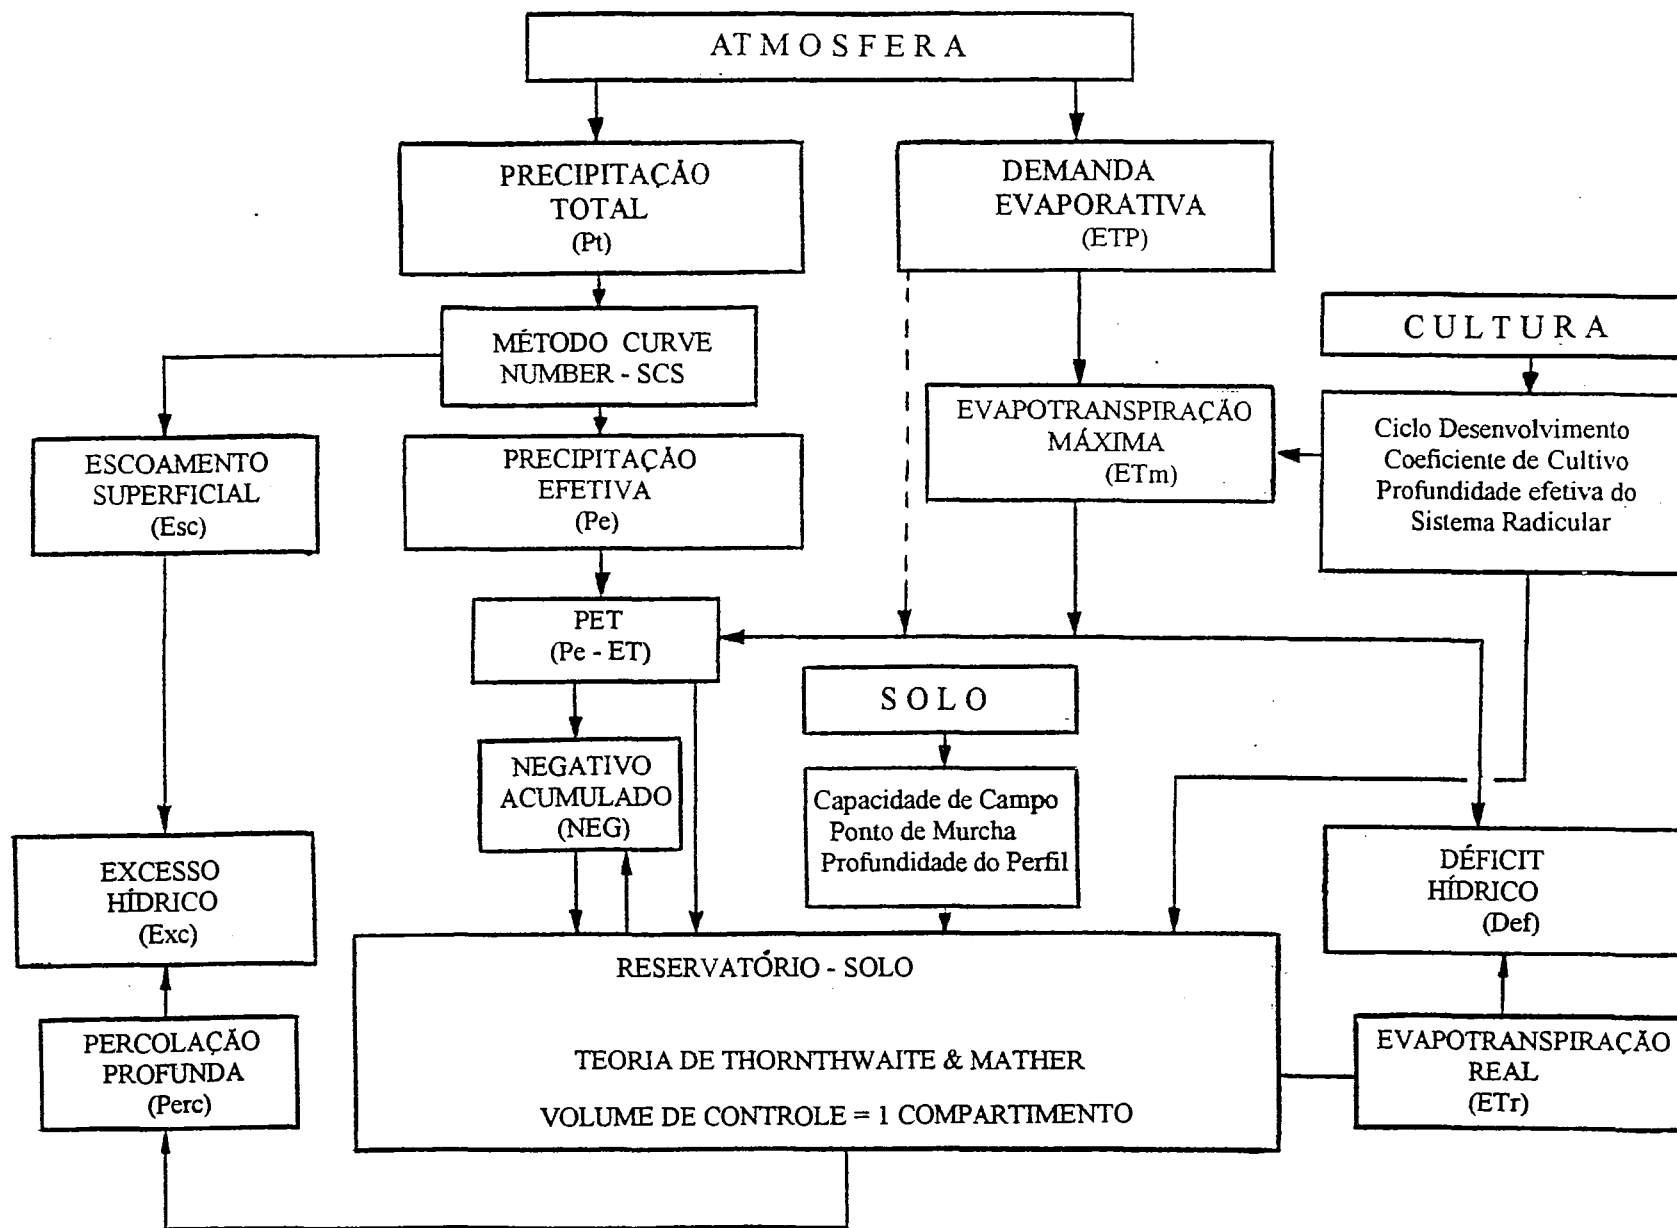 ATMOSFERA
PRECIPITAÇÃO
TOTAL
(Pt)
DEMANDA
EVAPORATIVA
(ETP)
MÉTODO CURVE
NUMBER - SCS
CULTURA
ESCOAMENTO
SUPERFICIAL
(Esc)
PRECIPITAÇÃO
EFETIVA
(Pe)
EVAPOTRANSPIRAÇÃO
MÁXIMA
(ETm)
Ciclo Desenvolvimento
Coeficiente de Cultivo
Profundidade efetiva do
Sistema Radicular
PET
(Pe - ET)
SOLO
NEGATIVO
ACUMULADO
(NEG)
Capacidade de Campo
Ponto de Murcha
Profundidade do Perfil
EXCESSO
HÍDRICO
(Exc)
DÉFICIT
HÍDRICO
(Def)
RESERVATÓRIO - SOLO
TEORIA DE THORNTHWAITE & MATHER
VOLUME DE CONTROLE = 1 COMPARTIMENTO
PERCOLAÇÃO
PROFUNDA
(Perc)
EVAPOTRANSPIRAÇÃO
REAL
(ETr)